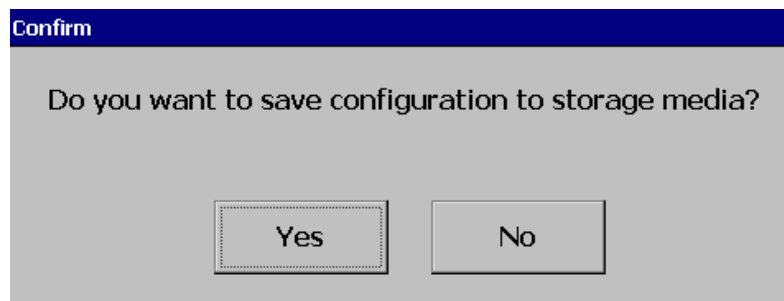 Confirm
Do you want to save configuration to storage media?
Yes
No